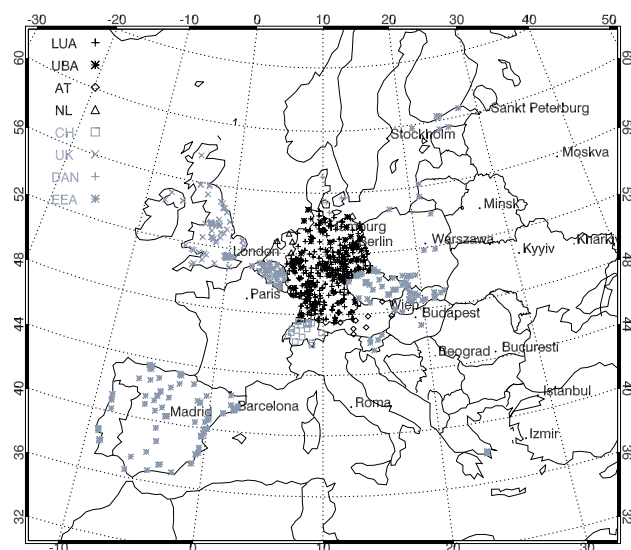 -30 -20 -10 0 10 20 30 40 50
LUA
UBA
AT
NL
CH
UK
DAN
EEA
60 56 52 48 44 40 36 32
60 56 52 48 44 40 36 32
Sankt Peterburg
Stockholm
Moskva
Minsk
Hamburg
Berlin
Warszawa
London
Kyyiv
Kharki
Paris
Wien
Budapest
Beograd
Bucuresti
Madrid
Barcelona
Roma
Istanbul
Izmir
-10 0 10 20 30